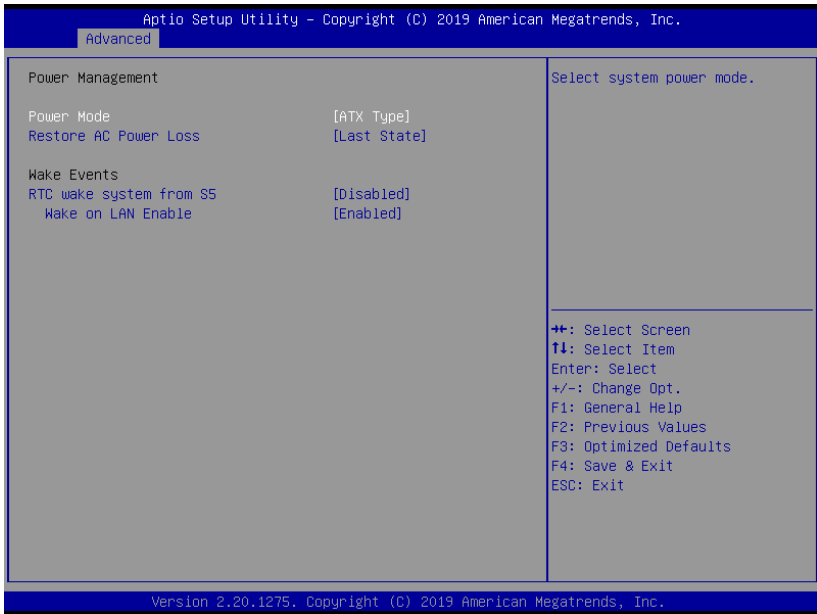 Aptio Setup Utility – Copyright (C) 2019 American Megatrends, Inc.
Advanced
Power Management
Power Mode [ATX Type]
Restore AC Power Loss [Last State]
Wake Events
RTC wake system from S5 [Disabled]
Wake on LAN Enable [Enabled]
Select system power mode.
→←: Select Screen
↑↓: Select Item
Enter: Select
+/-: Change Opt.
F1: General Help
F2: Previous Values
F3: Optimized Defaults
F4: Save & Exit
ESC: Exit
Version 2.20.1275. Copyright (C) 2019 American Megatrends, Inc.